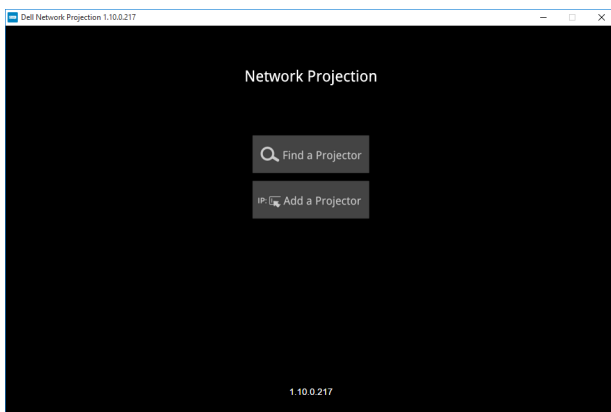 Dell Network Projection 1.10.0.217
Network Projection
Find a Projector
IP: Add a Projector
1.10.0.217